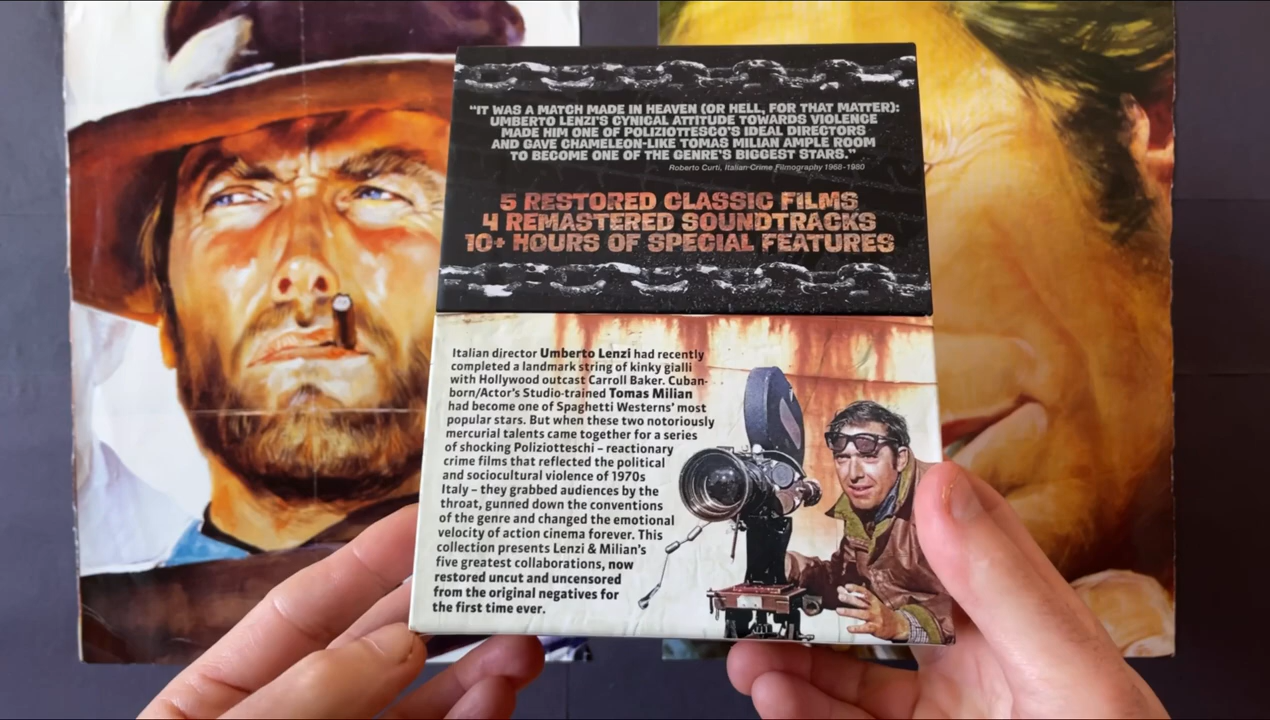 “IT WAS A MATCH MADE IN HEAVEN (OR HELL, FOR THAT MATTER):
UMBERTO LENZI’S CYNICAL ATTITUDE TOWARDS VIOLENCE
MADE HIM ONE OF POLIZIOTTESCO’S IDEAL DIRECTORS
AND GAVE CHAMELEON-LIKE TOMAS MILIAN AMPLE ROOM
TO BECOME ONE OF THE GENRE’S BIGGEST STARS.”
Roberto Curti, Italian Crime Filmography 1968-1980
5 RESTORED CLASSIC FILMS
4 REMASTERED SOUNDTRACKS
10+ HOURS OF SPECIAL FEATURES
Italian director Umberto Lenzi had recently
completed a landmark string of kinky gialli
with Hollywood outcast Carroll Baker. Cuban-
born/Actor’s Studio-trained Tomas Milian
had become one of Spaghetti Westerns’ most
popular stars. But when these two notoriously
mercurial talents came together for a series
of shocking Poliziotteschi – reactionary
crime films that reflected the political
and sociocultural violence of 1970s
Italy – they grabbed audiences by the
throat, gunned down the conventions
of the genre and changed the emotional
velocity of action cinema forever. This
collection presents Lenzi & Milian’s
five greatest collaborations, now
restored uncut and uncensored
from the original negatives for
the first time ever.